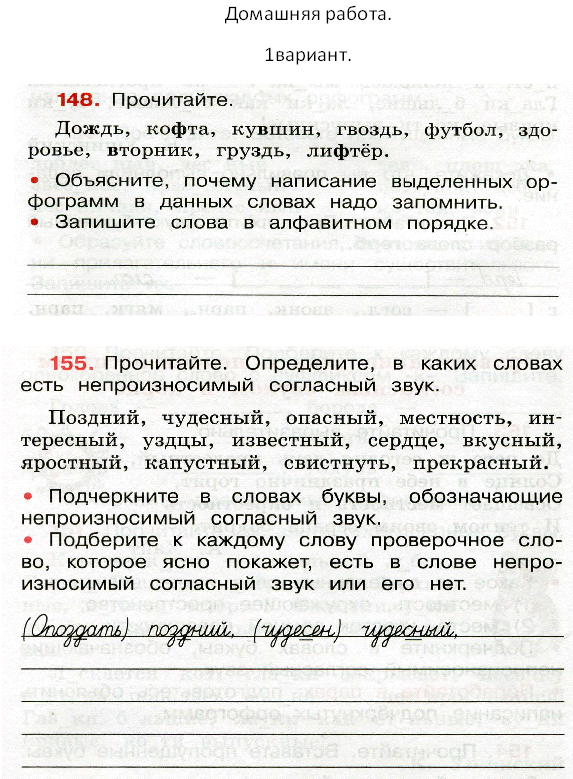 Домашняя работа.
1вариант.
148. Прочитайте.
Дождь, кофта, кувшин, гвоздь, футбол, здо-
ровье, вторник, груздь, лифтёр.
• Объясните, почему написание выделенных ор-
фограмм в данных словах надо запомнить.
• Запишите слова в алфавитном порядке.
155. Прочитайте. Определите, в каких словах
есть непроизносимый согласный звук.
Поздний, чудесный, опасный, местность, ин-
тересный, уздцы, известный, сердце, вкусный,
яростный, капустный, свистнуть, прекрасный.
• Подчеркните в словах буквы, обозначающие
непроизносимый согласный звук.
• Подберите к каждому слову проверочное сло-
во, которое ясно покажет, есть в слове непро-
износимый согласный звук или его нет.
(Опоздать) поздний, (чудесен) чудесный,